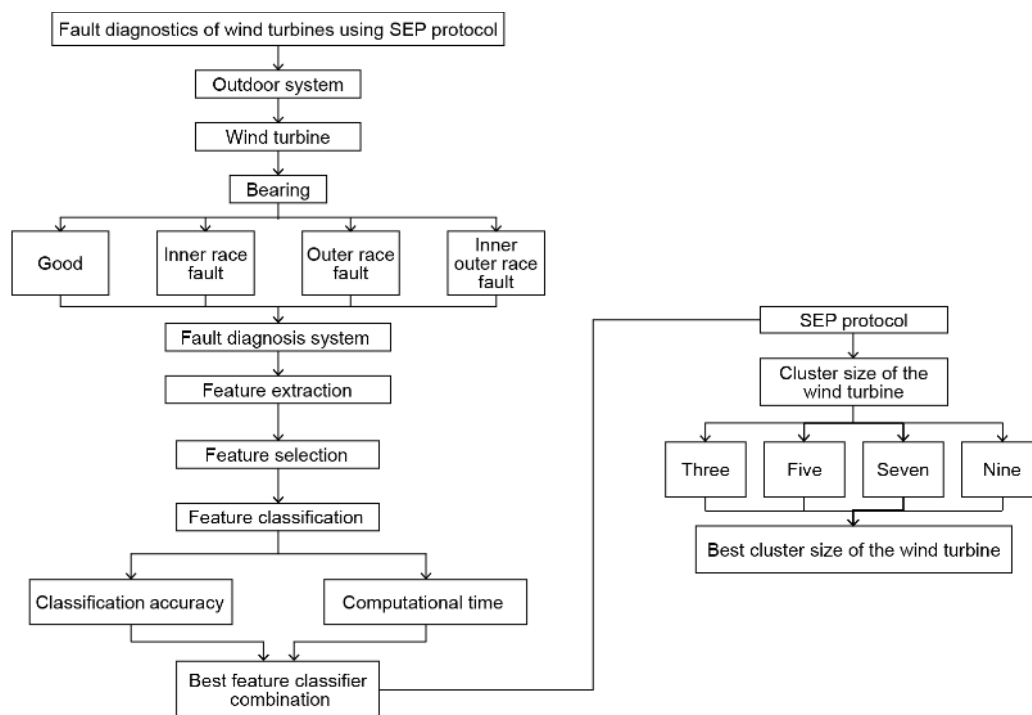 Fault diagnostics of wind turbines using SEP protocol
Outdoor system
Wind turbine
Bearing
Good
Inner race
fault
Outer race
fault
Inner
outer race
fault
Fault diagnosis system
Feature extraction
Feature selection
Feature classification
Classification accuracy
Computational time
Best feature classifier
combination
SEP protocol
Cluster size of the
wind turbine
Three
Five
Seven
Nine
Best cluster size of the wind turbine